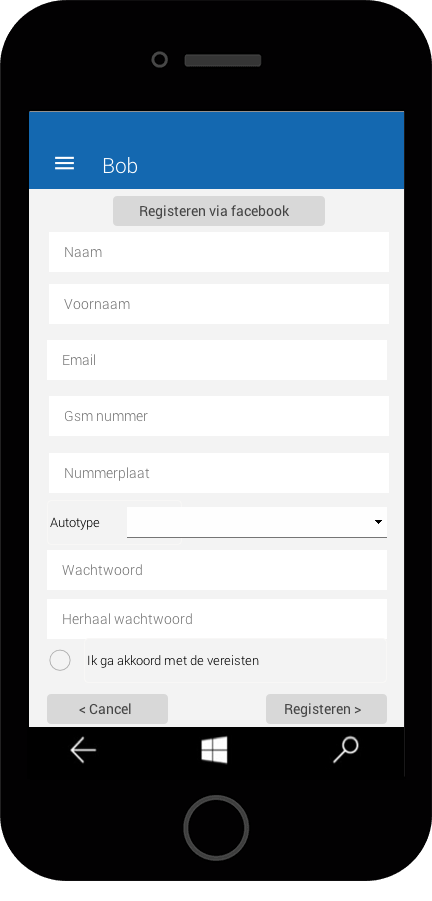 Bob
Registeren via facebook
Naam
Voornaam
Email
Gsm nummer
Nummerplaat
Autotype
Wachtwoord
Herhaal wachtwoord
Ik ga akkoord met de vereisten
< Cancel
Registeren >